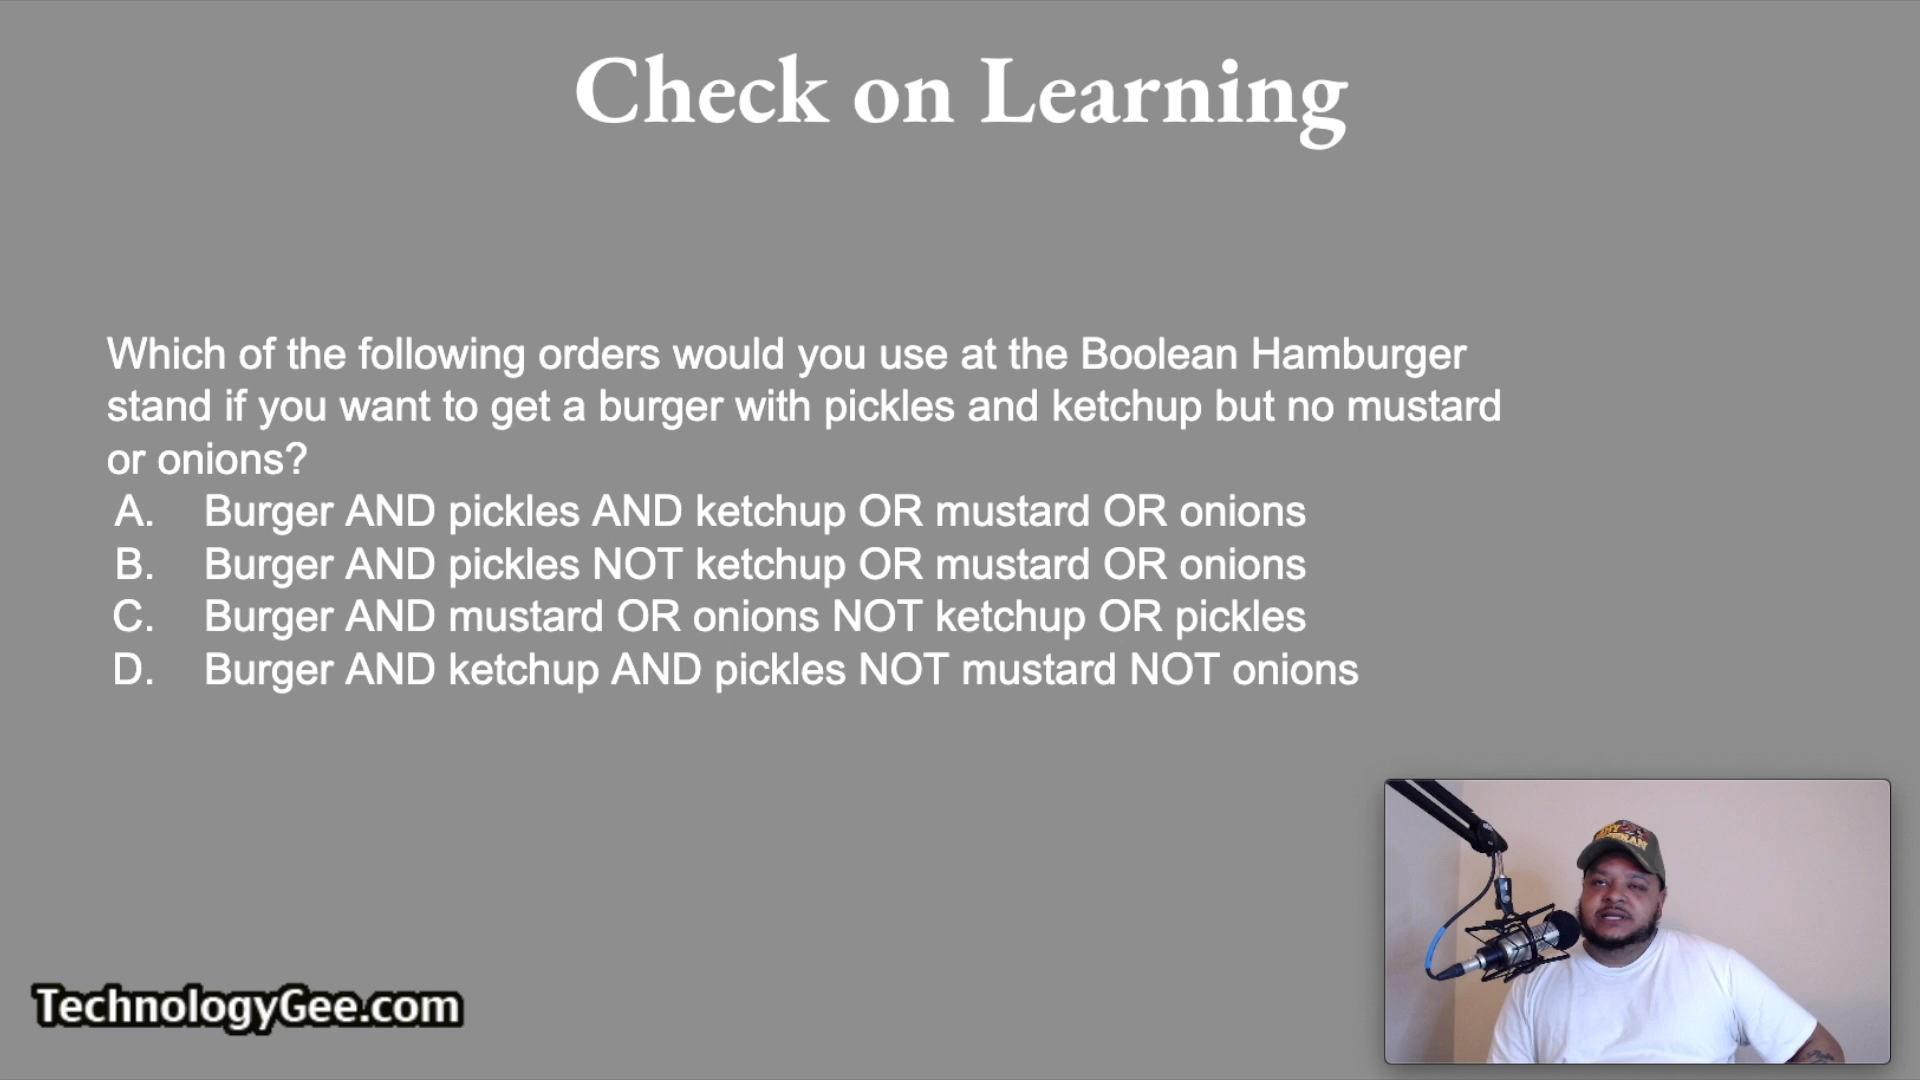 Check on Learning
Which of the following orders would you use at the Boolean Hamburger
stand if you want to get a burger with pickles and ketchup but no mustard
or onions?
A. Burger AND pickles AND ketchup OR mustard OR onions
B. Burger AND pickles NOT ketchup OR mustard OR onions
C. Burger AND mustard OR onions NOT ketchup OR pickles
D. Burger AND ketchup AND pickles NOT mustard NOT onions
TechnologyGee.com